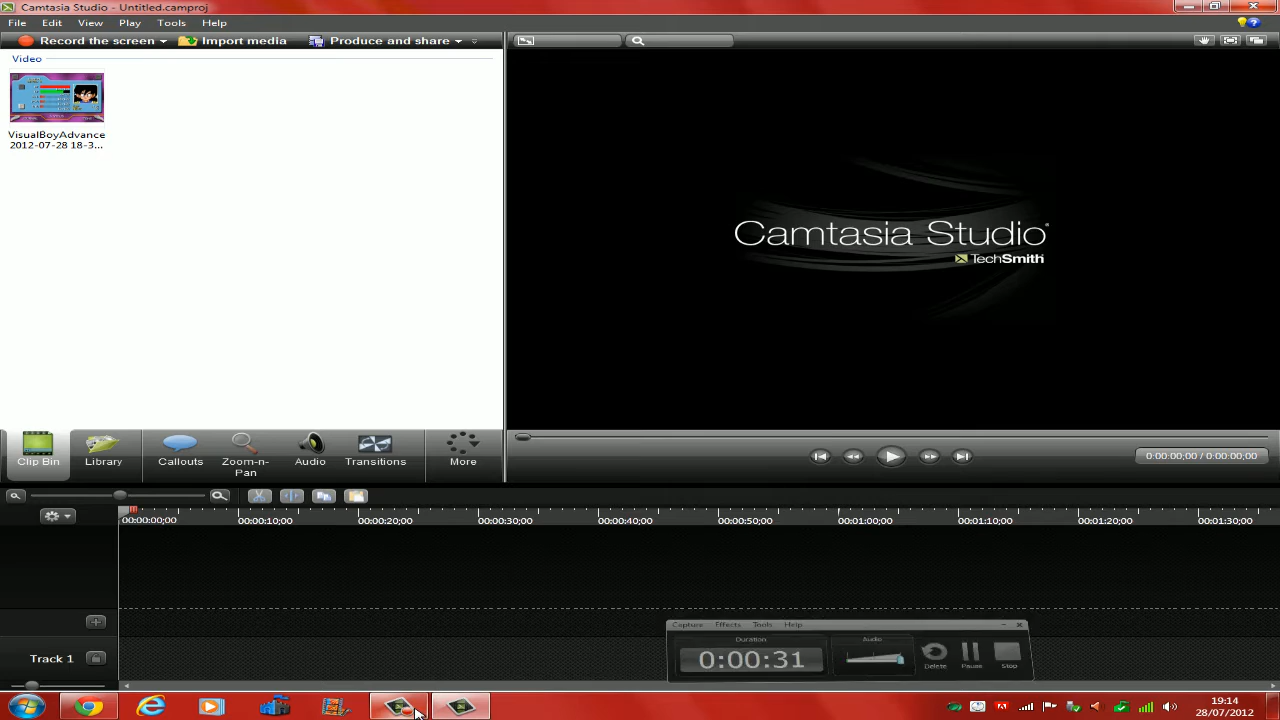 Camtasia Studio - Untitled.camproj
File Edit View Play Tools Help
Record the screen Import media Produce and share
Video
VisualBoyAdvance
2012-07-28 18-3...
Camtasia Studio
TechSmith
Clip Bin Library Callouts Zoom-n-Pan Audio Transitions More
0:00:00;00 / 0:00:00;00
00:00:00;00 00:00:10;00 00:00:20;00 00:00:30;00 00:00:40;00 00:00:50;00 00:01:00;00 00:01:10;00 00:01:20;00 00:01:30;00
Capture Effects Tools Help
Duration Audio
0:00:31
Delete Pause Stop
Track 1
19:14
28/07/2012